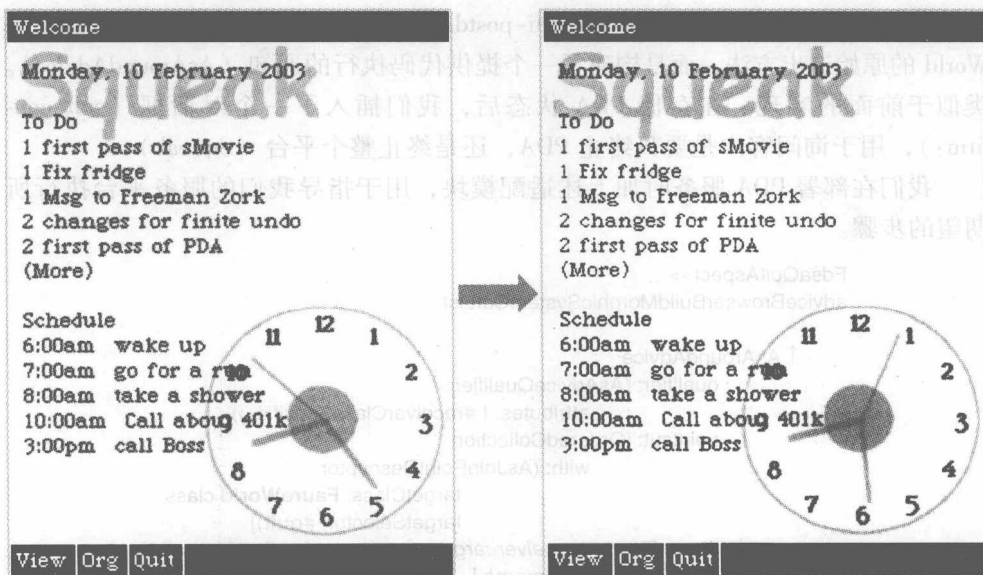 Welcome
Squeak
Monday, 10 February 2003
To Do
1 first pass of sMovie
1 Fix fridge
1 Msg to Freeman Zork
2 changes for finite undo
2 first pass of PDA
(More)
Schedule
6:00am wake up
7:00am go for a run
8:00am take a shower
10:00am Call about 401k
3:00pm call Boss
12
1
2
3
4
5
6
7
8
9
10
11
View Org Quit
Welcome
Squeak
Monday, 10 February 2003
To Do
1 first pass of sMovie
1 Fix fridge
1 Msg to Freeman Zork
2 changes for finite undo
2 first pass of PDA
(More)
Schedule
6:00am wake up
7:00am go for a run
8:00am take a shower
10:00am Call about 401k
3:00pm call Boss
12
1
2
3
4
5
6
7
8
9
10
11
View Org Quit